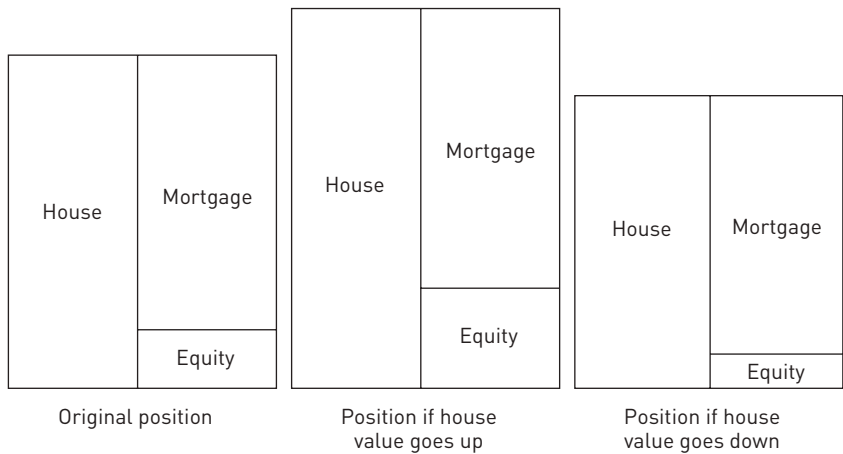 House
Mortgage
Equity
Original position
House
Mortgage
Equity
Position if house
value goes up
House
Mortgage
Equity
Position if house
value goes down